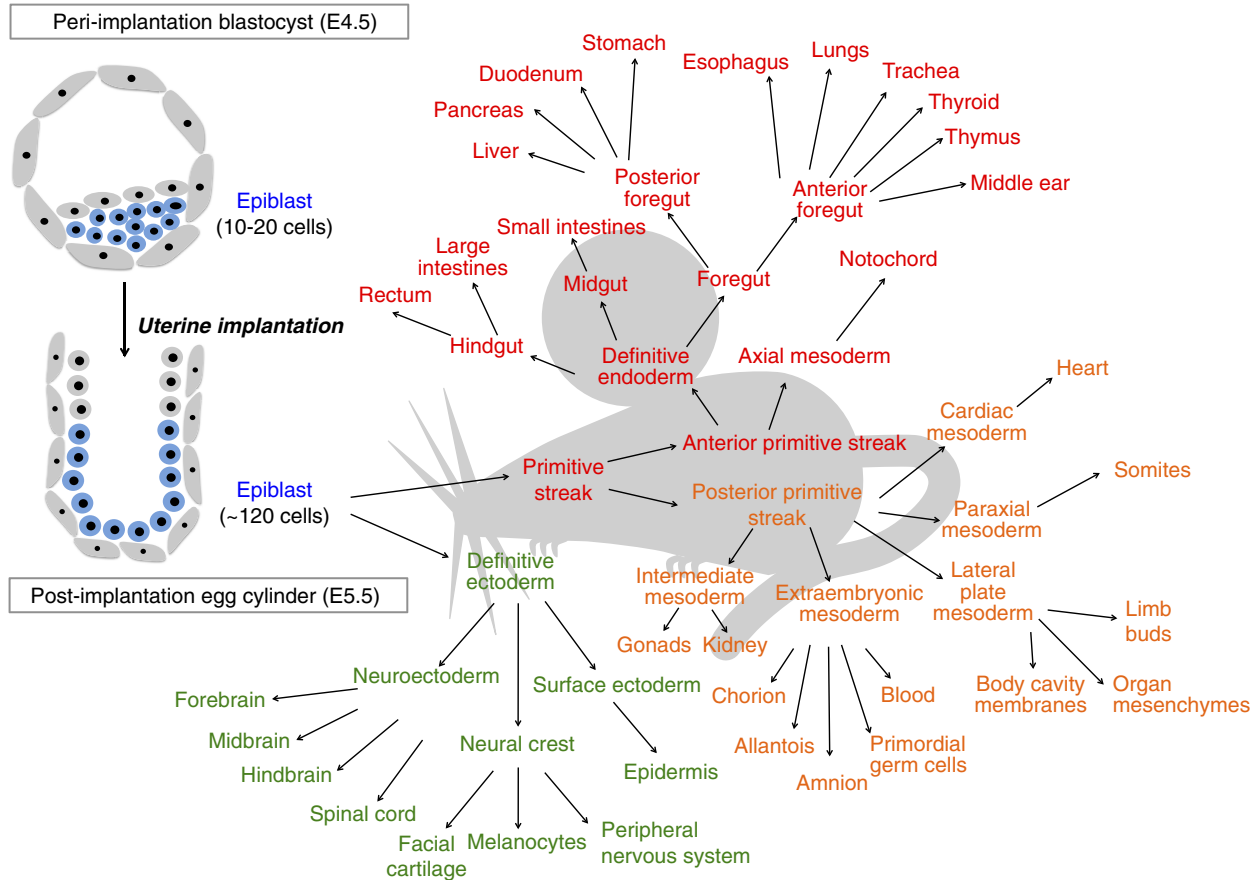 Peri-implantation blastocyst (E4.5)
Epiblast
(10-20 cells)
Uterine implantation
Epiblast
(~120 cells)
Post-implantation egg cylinder (E5.5)
Stomach
Duodenum
Pancreas
Liver
Posterior
foregut
Esophagus
Lungs
Trachea
Thyroid
Thymus
Middle ear
Anterior
foregut
Small intestines
Large
intestines
Rectum
Midgut
Foregut
Notochord
Hindgut
Definitive
endoderm
Axial mesoderm
Primitive
streak
Anterior primitive streak
Posterior primitive
streak
Heart
Cardiac
mesoderm
Somites
Paraxial
mesoderm
Lateral
plate
mesoderm
Limb
buds
Body cavity
membranes
Organ
mesenchymes
Intermediate
mesoderm
Gonads
Kidney
Extraembryonic
mesoderm
Chorion
Allantois
Amnion
Primordial
germ cells
Blood
Definitive
ectoderm
Neuroectoderm
Forebrain
Midbrain
Hindbrain
Spinal cord
Surface ectoderm
Epidermis
Neural crest
Facial
cartilage
Melanocytes
Peripheral
nervous system